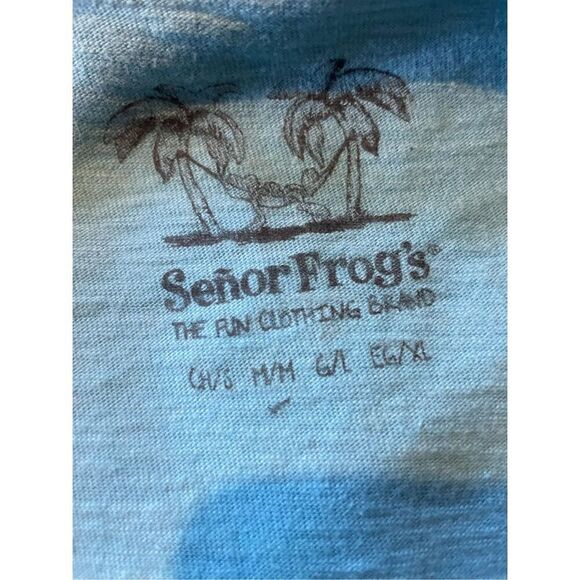 Señor Frog's®
THE FUN CLOTHING BRAND
CH/S M/M G/L EG/XL